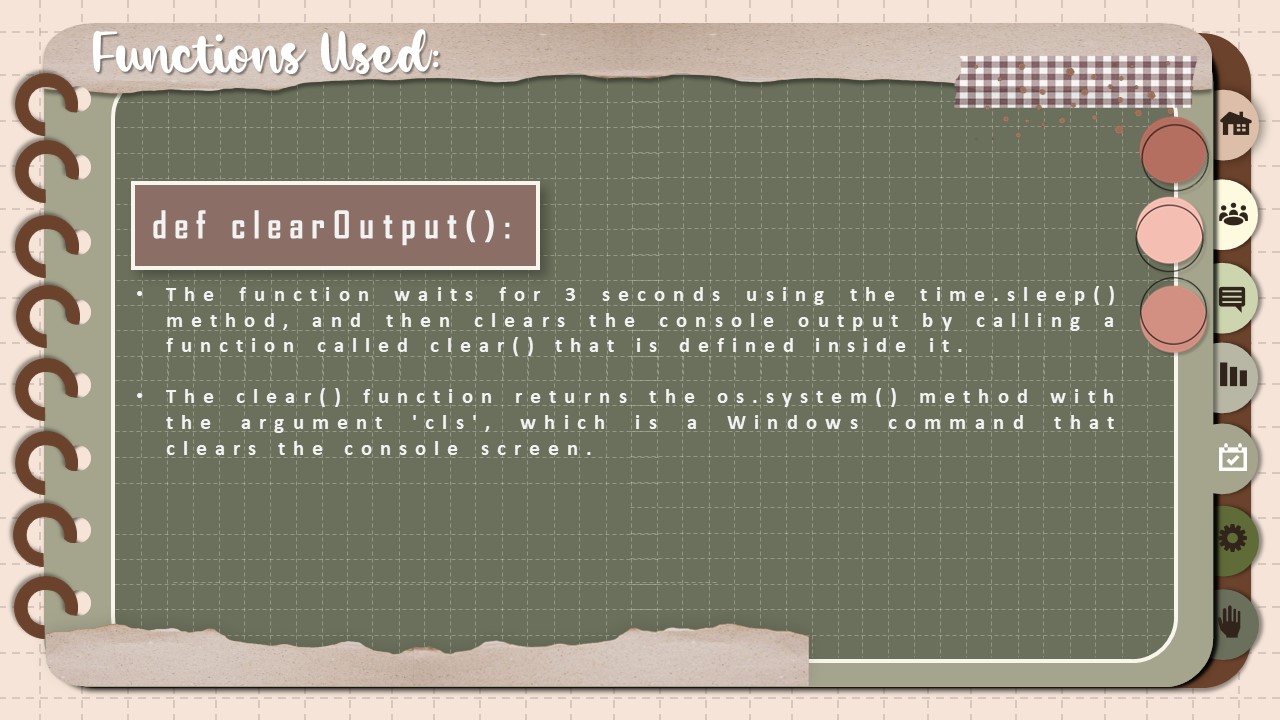 Functions Used:
def clearOutput():
• The function waits for 3 seconds using the time.sleep()
method, and then clears the console output by calling a
function called clear() that is defined inside it.
• The clear() function returns the os.system() method with
the argument 'cls', which is a Windows command that
clears the console screen.